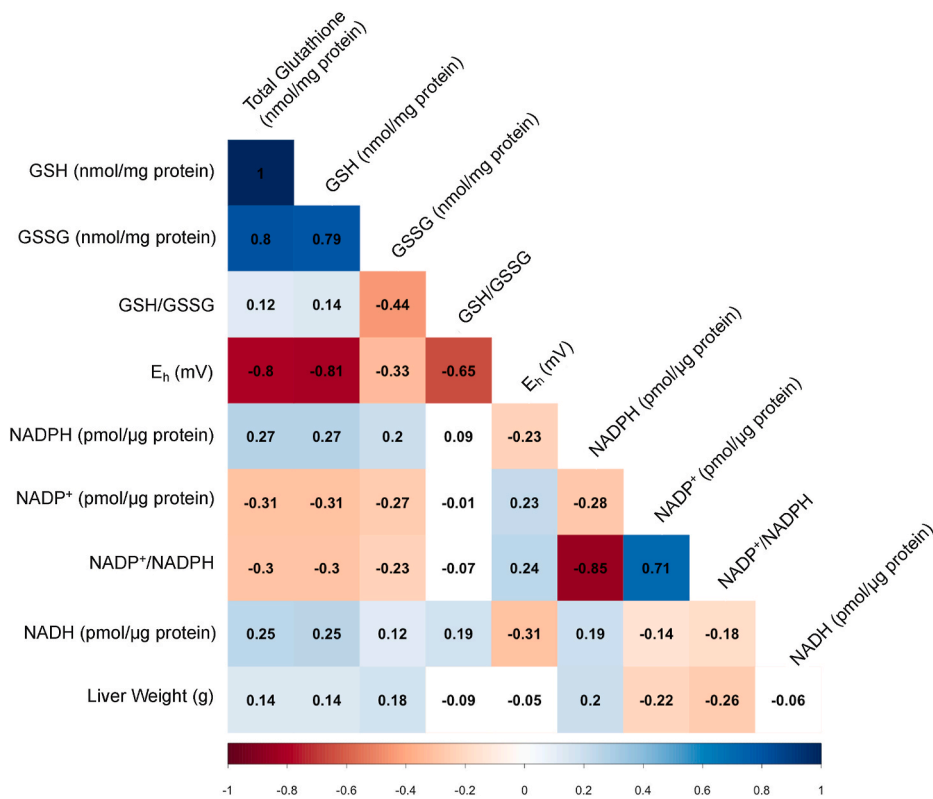 Total Glutathione
(nmol/mg protein)
GSH (nmol/mg protein)
GSH (nmol/mg protein)
1
GSSG (nmol/mg protein)
GSSG (nmol/mg protein)
0.8 0.79
GSH/GSSG
GSH/GSSG
0.12 0.14 -0.44
Eh (mV)
Eh (mV)
-0.8 -0.81 -0.33 -0.65
NADPH (pmol/µg protein)
NADPH (pmol/µg protein)
0.27 0.27 0.2 0.09 -0.23
NADP+ (pmol/µg protein)
NADP+ (pmol/µg protein)
-0.31 -0.31 -0.27 -0.01 0.23 -0.28
NADP+/NADPH
NADP+/NADPH
-0.3 -0.3 -0.23 -0.07 0.24 -0.85 0.71
NADH (pmol/µg protein)
NADH (pmol/µg protein)
0.25 0.25 0.12 0.19 -0.31 0.19 -0.14 -0.18
Liver Weight (g)
0.14 0.14 0.18 -0.09 -0.05 0.2 -0.22 -0.26 -0.06
-1 -0.8 -0.6 -0.4 -0.2 0 0.2 0.4 0.6 0.8 1